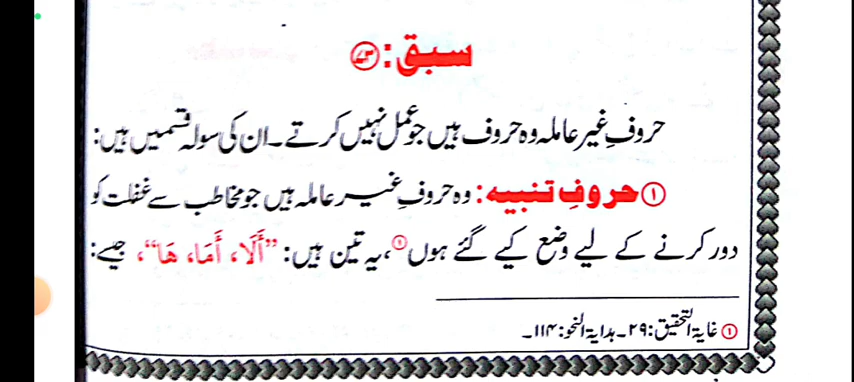 سبق: ۷۳
حروفِ غیر عاملہ وہ حروف ہیں جو عمل نہیں کرتے۔ ان کی سولہ قسمیں ہیں:
① حروفِ تنبیہ: وہ حروفِ غیر عاملہ ہیں جو مخاطب سے غفلت کو
دور کرنے کے لیے وضع کیے گئے ہوں①، یہ تین ہیں: ”أَلَا، أَمَا، هَا“، جیسے:
① غایۃ التحقیق: ۲۹۔ ہدایۃ النحو: ۱۱۴۔